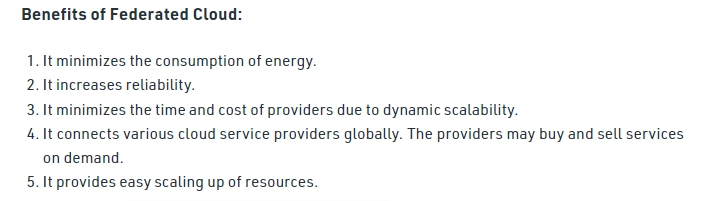 Benefits of Federated Cloud:
1. It minimizes the consumption of energy.
2. It increases reliability.
3. It minimizes the time and cost of providers due to dynamic scalability.
4. It connects various cloud service providers globally. The providers may buy and sell services
on demand.
5. It provides easy scaling up of resources.